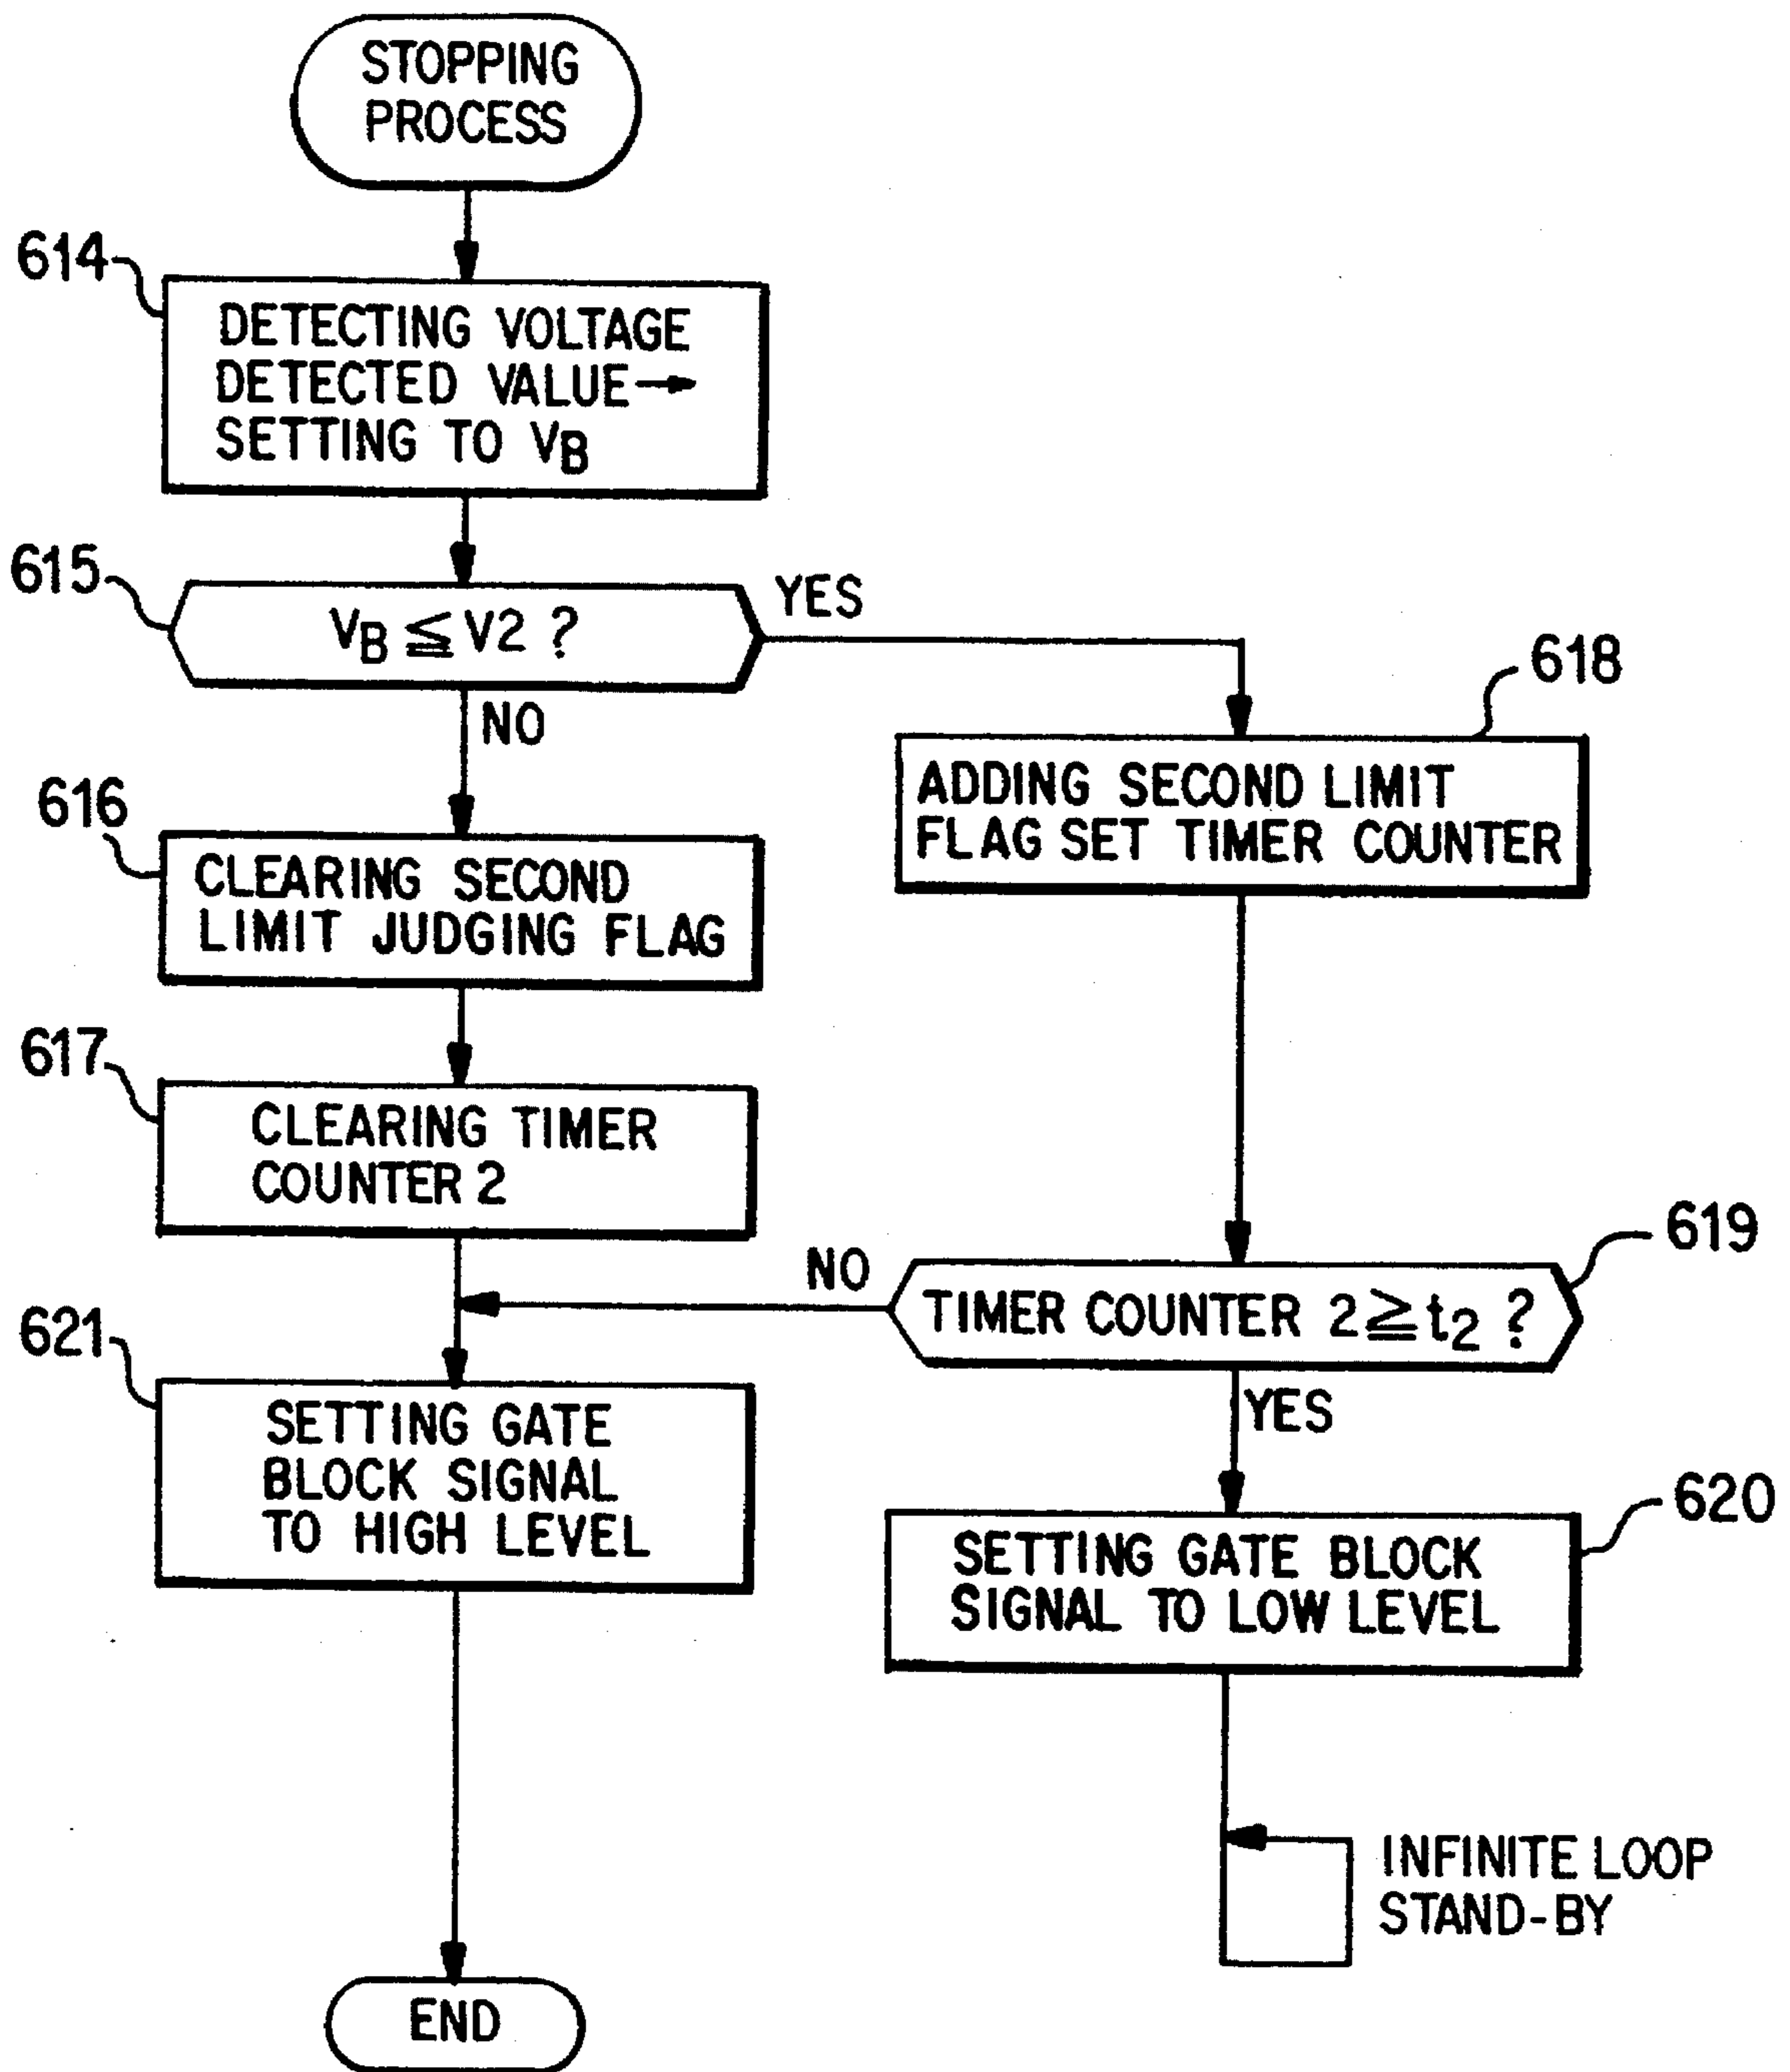 STOPPING
PROCESS
614
DETECTING VOLTAGE
DETECTED VALUE→
SETTING TO VB
615
VB ≦ V2 ?
YES
NO
618
ADDING SECOND LIMIT
FLAG SET TIMER COUNTER
616
CLEARING SECOND
LIMIT JUDGING FLAG
617
CLEARING TIMER
COUNTER 2
619
NO
TIMER COUNTER 2 ≧ t2 ?
YES
621
SETTING GATE
BLOCK SIGNAL
TO HIGH LEVEL
620
SETTING GATE BLOCK
SIGNAL TO LOW LEVEL
INFINITE LOOP
STAND-BY
END